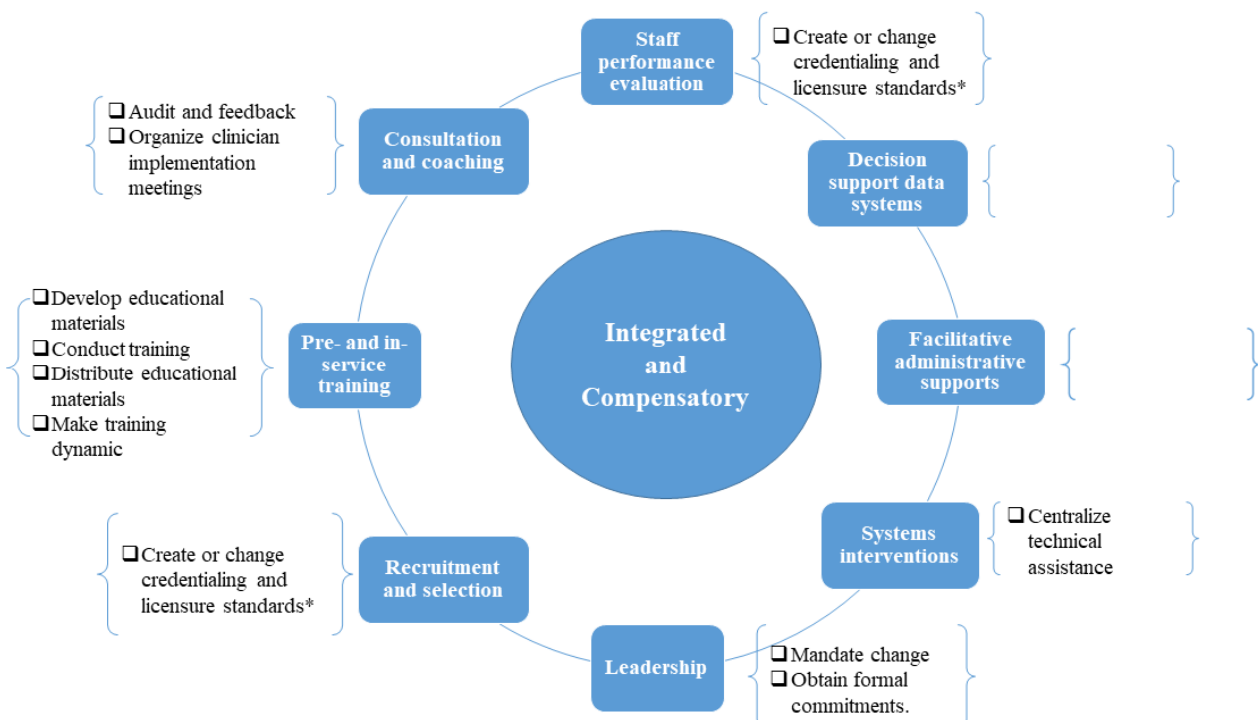 Staff
performance
evaluation
❑ Create or change
credentialing and
licensure standards*
❑ Audit and feedback
❑ Organize clinician
implementation
meetings
Consultation
and coaching
Decision
support data
systems
❑ Develop educational
materials
❑ Conduct training
❑ Distribute educational
materials
❑ Make training
dynamic
Pre- and in-
service
training
Integrated
and
Compensatory
Facilitative
administrative
supports
❑ Create or change
credentialing and
licensure standards*
Recruitment
and selection
Systems
interventions
❑ Centralize
technical
assistance
Leadership
❑ Mandate change
❑ Obtain formal
commitments.